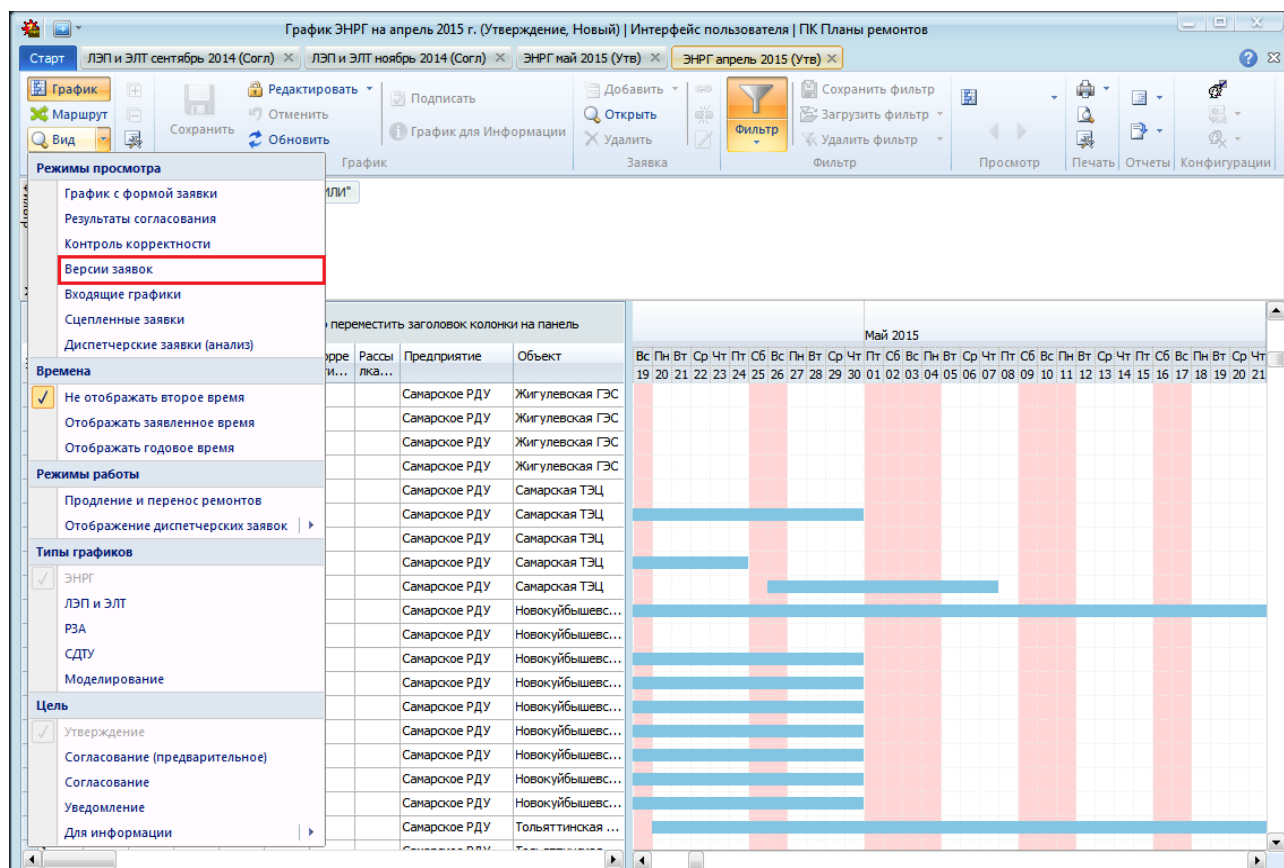 График ЭНРГ на апрель 2015 г. (Утверждение, Новый) | Интерфейс пользователя | ПК Планы ремонтов
Старт ЛЭП и ЭЛТ сентябрь 2014 (Согл) ЛЭП и ЭЛТ ноябрь 2014 (Согл) ЭНРГ май 2015 (Утв) ЭНРГ апрель 2015 (Утв)
График Редактировать Подписать Добавить Сохранить фильтр
Маршрут Сохранить Отменить Открыть Фильтр Загрузить фильтр
Вид Обновить График для Информации Удалить Удалить фильтр
График Заявка Фильтр Просмотр Печать Отчеты Конфигурации
Режимы просмотра
График с формой заявки
ИЛИ"
Результаты согласования
Контроль корректности
Версии заявок
Входящие графики
Сцепленные заявки
Диспетчерские заявки (анализ)
переместить заголовок колонки на панель
Май 2015
Рассы лка... Предприятие Объект
Вс Пн Вт Ср Чт Пт Сб Вс Пн Вт Ср Чт Пт Сб Вс Пн Вт Ср Чт Пт Сб Вс Пн Вт Ср Чт Пт Сб Вс Пн Вт Ср Чт
19 20 21 22 23 24 25 26 27 28 29 30 01 02 03 04 05 06 07 08 09 10 11 12 13 14 15 16 17 18 19 20 21
Времена
Не отображать второе время
Отображать заявленное время
Отображать годовое время
Режимы работы
Продление и перенос ремонтов
Отображение диспетчерских заявок
Типы графиков
ЭНРГ
ЛЭП и ЭЛТ
РЗА
СДТУ
Моделирование
Цель
Утверждение
Согласование (предварительное)
Согласование
Уведомление
Для информации
Самарское РДУ Жигулевская ГЭС
Самарское РДУ Жигулевская ГЭС
Самарское РДУ Жигулевская ГЭС
Самарское РДУ Жигулевская ГЭС
Самарское РДУ Самарская ТЭЦ
Самарское РДУ Самарская ТЭЦ
Самарское РДУ Самарская ТЭЦ
Самарское РДУ Самарская ТЭЦ
Самарское РДУ Самарская ТЭЦ
Самарское РДУ Новокуйбышевс...
Самарское РДУ Новокуйбышевс...
Самарское РДУ Новокуйбышевс...
Самарское РДУ Новокуйбышевс...
Самарское РДУ Новокуйбышевс...
Самарское РДУ Новокуйбышевс...
Самарское РДУ Новокуйбышевс...
Самарское РДУ Новокуйбышевс...
Самарское РДУ Новокуйбышевс...
Самарское РДУ Тольяттинская ...